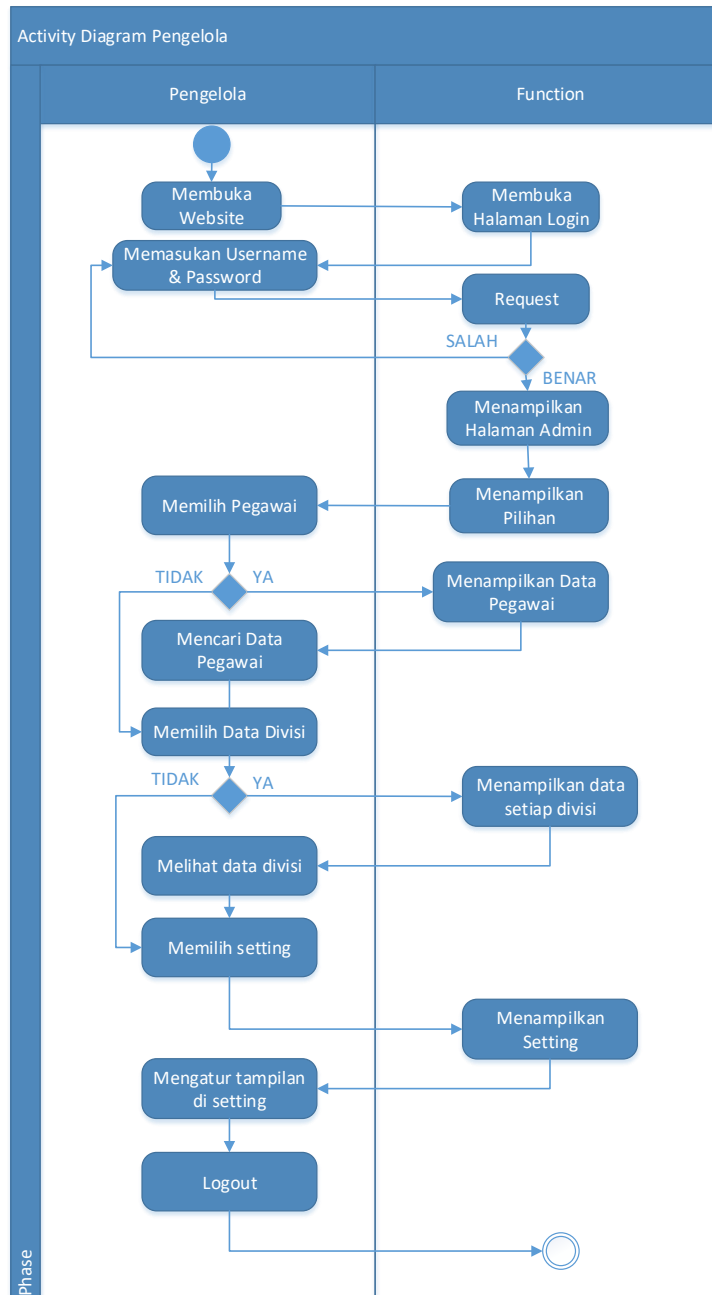 Activity Diagram Pengelola
Pengelola
Function
Membuka
Website
Membuka
Halaman Login
Memasukan Username
& Password
Request
SALAH
BENAR
Menampilkan
Halaman Admin
Memilih Pegawai
Menampilkan
Pilihan
TIDAK
YA
Menampilkan Data
Pegawai
Mencari Data
Pegawai
Memilih Data Divisi
TIDAK
YA
Menampilkan data
setiap divisi
Melihat data divisi
Memilih setting
Menampilkan
Setting
Mengatur tampilan
di setting
Logout
Phase